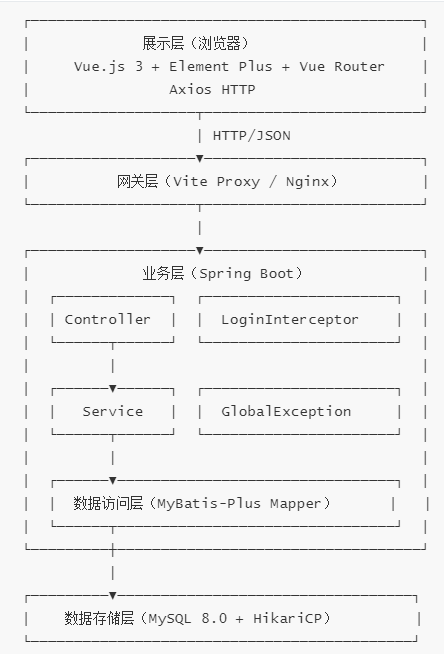 展示层（浏览器）
Vue.js 3 + Element Plus + Vue Router
Axios HTTP
HTTP/JSON
网关层（Vite Proxy / Nginx）
业务层（Spring Boot）
Controller LoginInterceptor
Service GlobalException
数据访问层（MyBatis-Plus Mapper）
数据存储层（MySQL 8.0 + HikariCP）